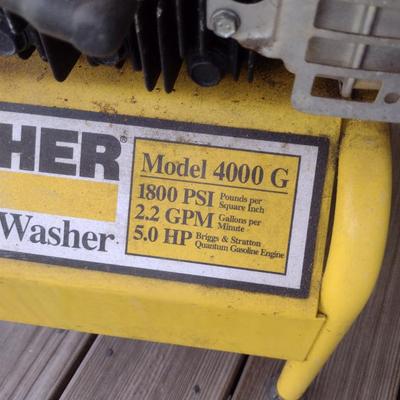 HER®
Washer
Model 4000 G
1800 PSI Pounds per Square Inch
2.2 GPM Gallons per Minute
5.0 HP Briggs & Stratton Quantum Gasoline Engine